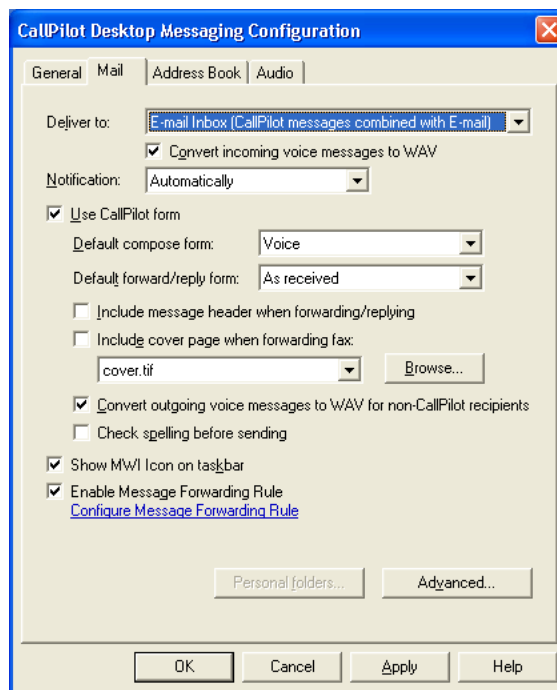 CallPilot Desktop Messaging Configuration
General Mail Address Book Audio
Deliver to: E-mail Inbox (CallPilot messages combined with E-mail)
Convert incoming voice messages to WAV
Notification: Automatically
Use CallPilot form
Default compose form: Voice
Default forward/reply form: As received
Include message header when forwarding/replying
Include cover page when forwarding fax:
cover.tif Browse...
Convert outgoing voice messages to WAV for non-CallPilot recipients
Check spelling before sending
Show MWI Icon on taskbar
Enable Message Forwarding Rule
Configure Message Forwarding Rule
Personal folders... Advanced...
OK Cancel Apply Help